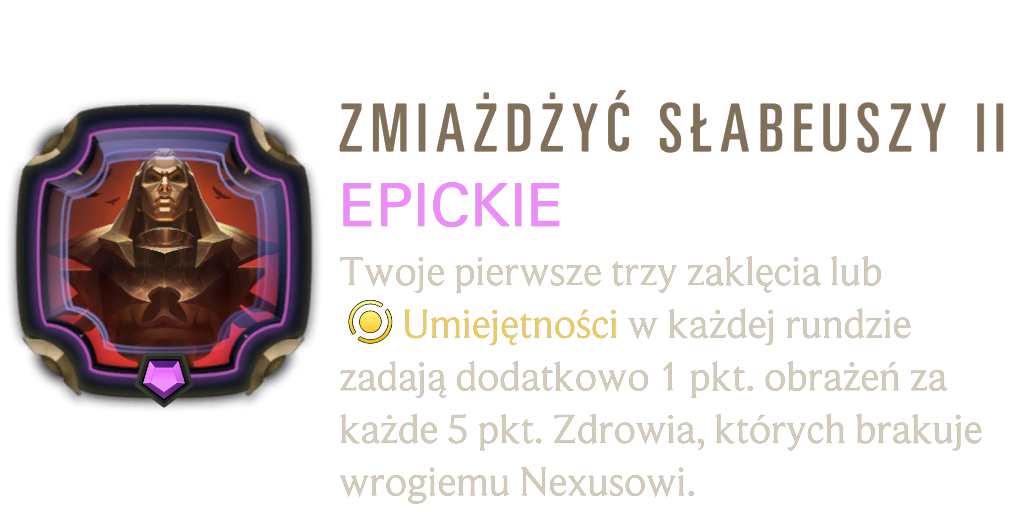 ZMIAŻDŻYĆ SŁABEUSZY II
EPICKIE
Twoje pierwsze trzy zaklęcia lub
Umiejętności w każdej rundzie
zadają dodatkowo 1 pkt. obrażeń za
każde 5 pkt. Zdrowia, których brakuje
wrogiemu Nexusowi.